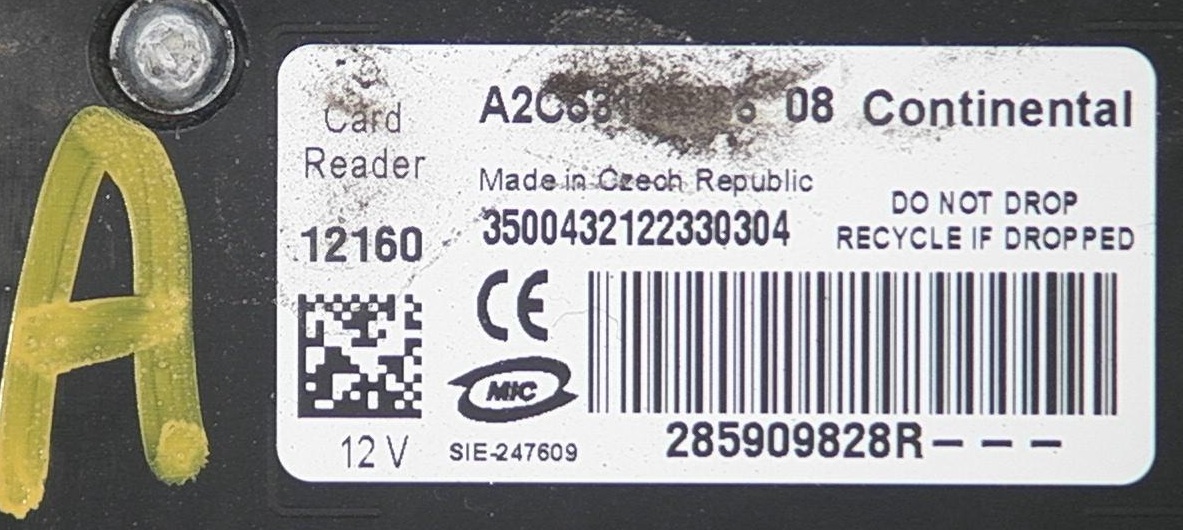 A
Card
Reader
12160
12 V
08 Continental
Made in Czech Republic
3500432122330304
DO NOT DROP
RECYCLE IF DROPPED
CE
MIC
SIE-247609
285909828R– – –